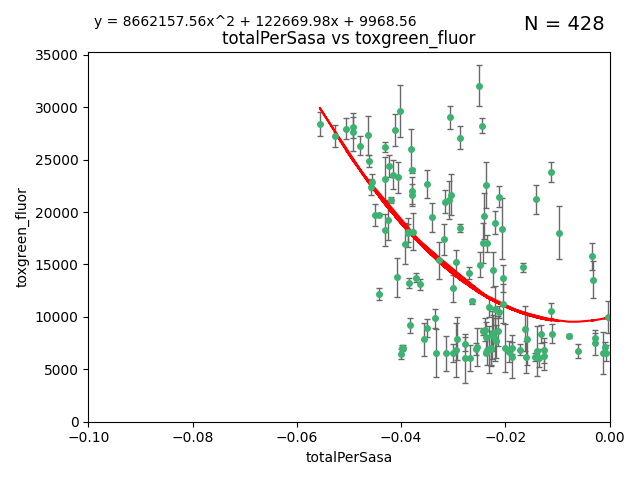 y = 8662157.56x^2 + 122669.98x + 9968.56
N = 428
totalPerSasa vs toxgreen_fluor
35000
30000
25000
20000
15000
10000
5000
0
toxgreen_fluor
−0.10 −0.08 −0.06 −0.04 −0.02 0.00
totalPerSasa